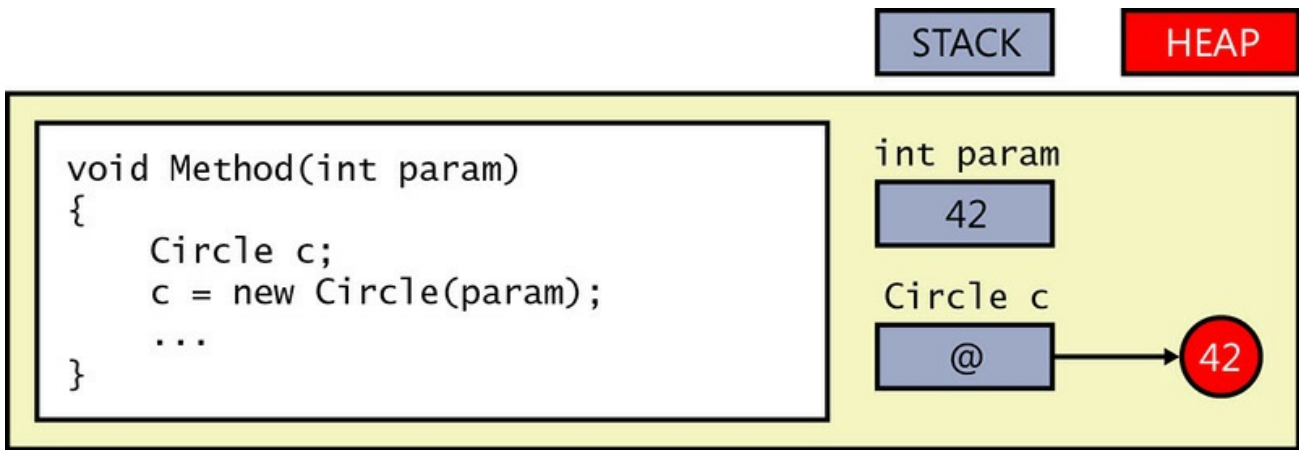 STACK
HEAP
void Method(int param)
{
    Circle c;
    c = new Circle(param);
    ...
}
int param
42
Circle c
@
42